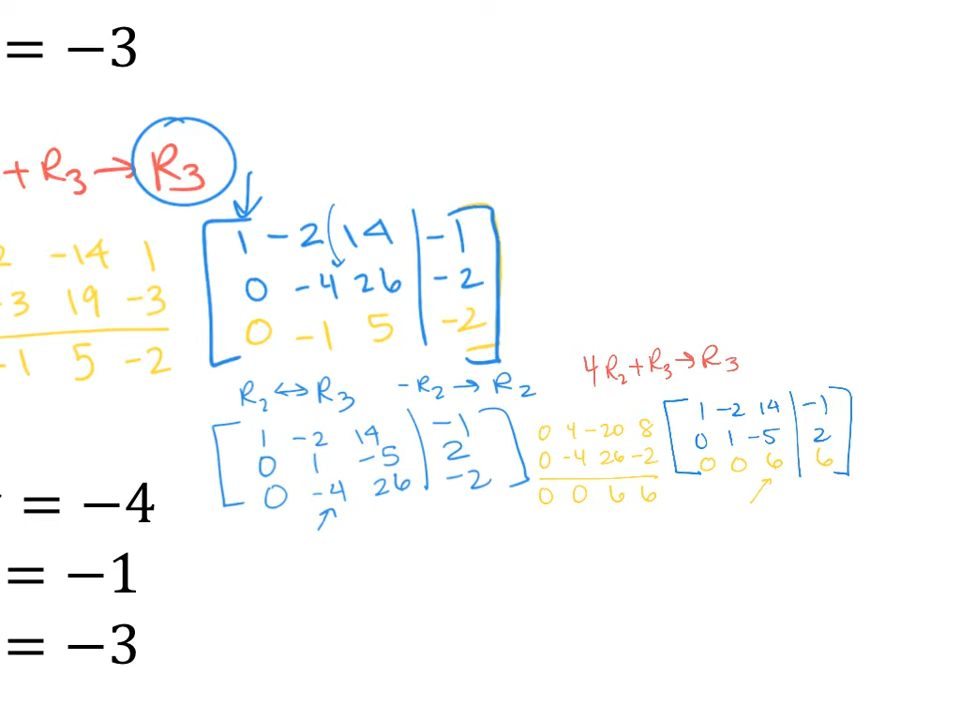 = −3
+ R3 → R3
1 -2 14 | -1
0 -4 26 | -2
0 -1 5 | -2
-14 1
-3 19 -3
-1 5 -2
R2 ↔ R3 -R2 → R2
1 -2 14 | -1
0 1 -5 | 2
0 -4 26 | -2
4R2 + R3 → R3
0 4 -20 8
0 -4 26 -2
0 0 6 6
1 -2 14 | -1
0 1 -5 | 2
0 0 6 | 6
= −4
= −1
= −3